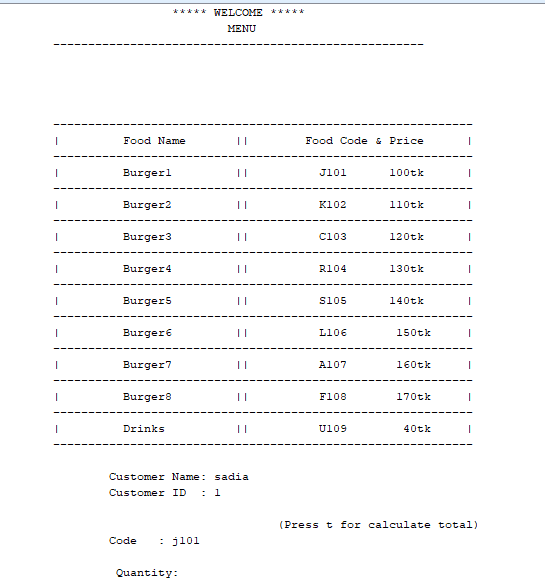 ***** WELCOME *****
MENU
-----------------------------------------------------
------------------------------------------------------------
| Food Name || Food Code & Price |
------------------------------------------------------------
| Burger1 || J101 100tk |
------------------------------------------------------------
| Burger2 || K102 110tk |
------------------------------------------------------------
| Burger3 || C103 120tk |
------------------------------------------------------------
| Burger4 || R104 130tk |
------------------------------------------------------------
| Burger5 || S105 140tk |
------------------------------------------------------------
| Burger6 || L106 150tk |
------------------------------------------------------------
| Burger7 || A107 160tk |
------------------------------------------------------------
| Burger8 || F108 170tk |
------------------------------------------------------------
| Drinks || U109 40tk |
------------------------------------------------------------
Customer Name: sadia
Customer ID : 1
(Press t for calculate total)
Code : j101
Quantity: